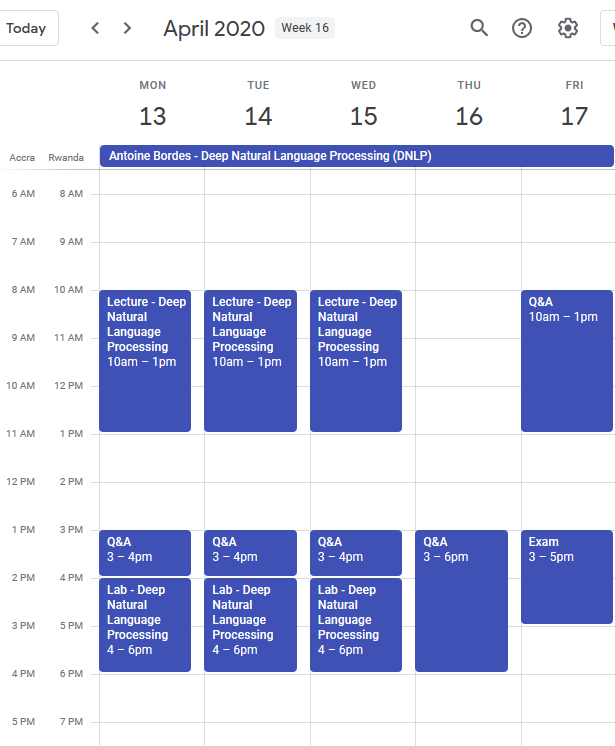 Today
April 2020
Week 16
MON TUE WED THU FRI
13 14 15 16 17
Accra Rwanda
Antoine Bordes - Deep Natural Language Processing (DNLP)
6 AM 8 AM
7 AM 9 AM
8 AM 10 AM
9 AM 11 AM
10 AM 12 PM
11 AM 1 PM
12 PM 2 PM
1 PM 3 PM
2 PM 4 PM
3 PM 5 PM
4 PM 6 PM
5 PM 7 PM
Lecture - Deep
Natural
Language
Processing
10am – 1pm
Q&A
3 – 4pm
Lab - Deep
Natural
Language
Processing
4 – 6pm
Lecture - Deep
Natural
Language
Processing
10am – 1pm
Q&A
3 – 4pm
Lab - Deep
Natural
Language
Processing
4 – 6pm
Lecture - Deep
Natural
Language
Processing
10am – 1pm
Q&A
3 – 4pm
Lab - Deep
Natural
Language
Processing
4 – 6pm
Q&A
3 – 6pm
Q&A
10am – 1pm
Exam
3 – 5pm